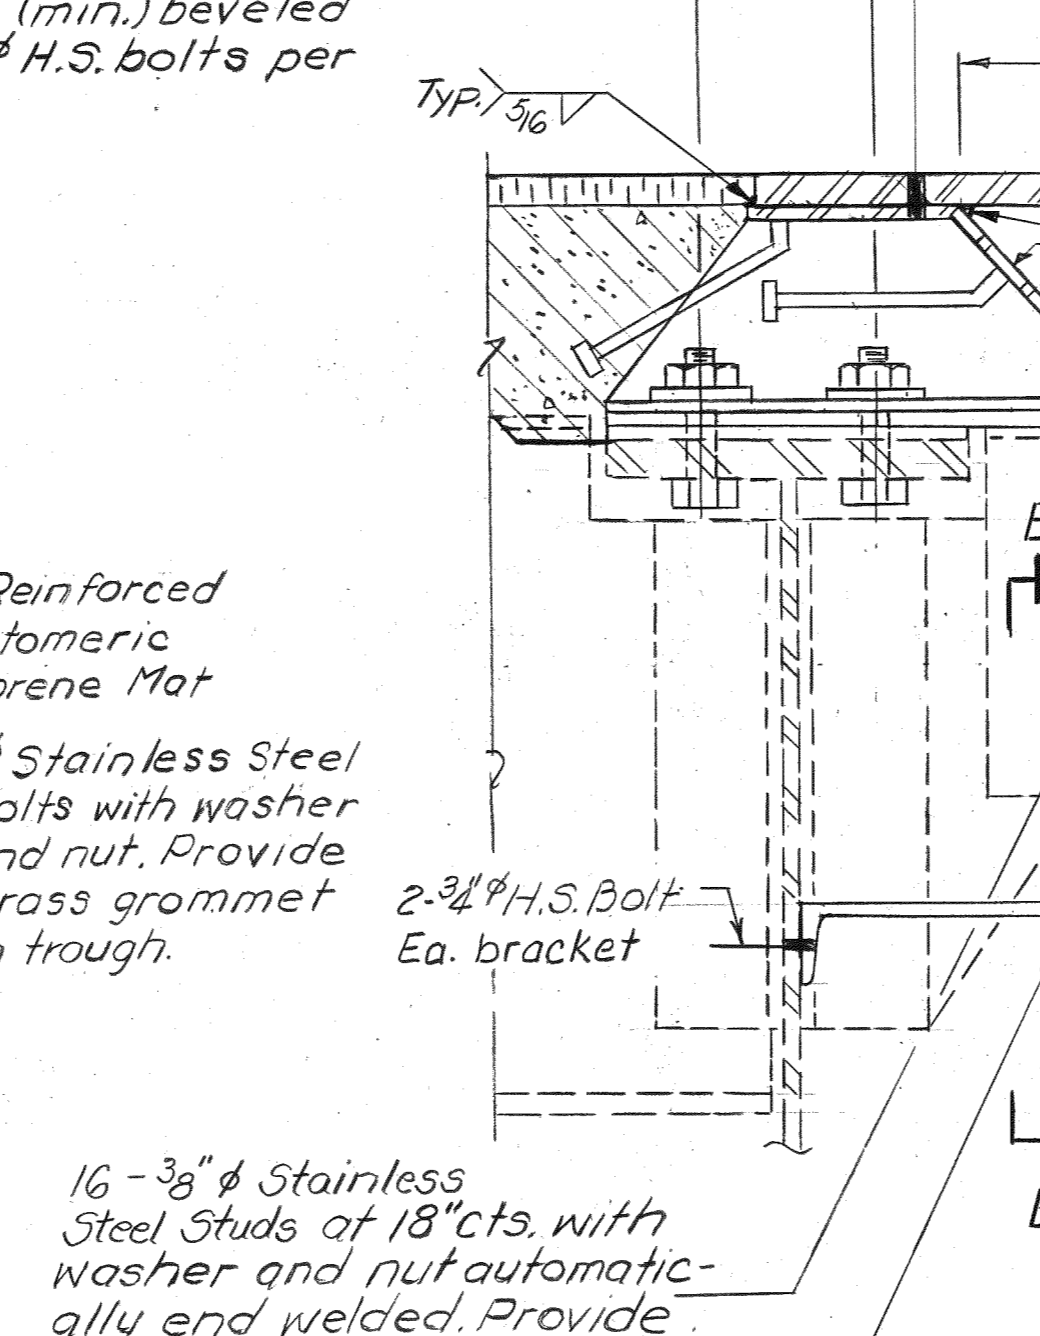 (min.) beveled
ø H.S. bolts per
Typ. 5/16
Reinforced
tomeric
prene Mat
ø Stainless Steel
olts with washer
nd nut. Provide
rass grommet
n trough.
2-3/4"ø H.S. Bolt
Ea. bracket
16 - 3/8" ø Stainless
Steel Studs at 18"cts. with
washer and nut automatic-
ally end welded. Provide